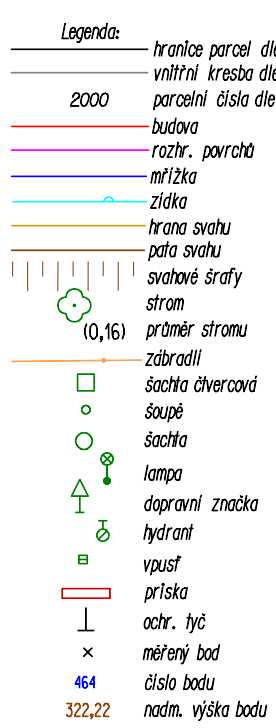 Legenda:
hranice parcel dle
vnitřní kresba dle
2000 parcelní čísla dle
budova
rozhr. povrchů
mřížka
zídka
hrana svahu
pata svahu
svahové šrafy
strom
(0,16) průměr stromu
zábradlí
šachta čtvercová
šoupě
šachta
lampa
dopravní značka
hydrant
vpusť
příska
ochr. tyč
měřený bod
464 číslo bodu
322,22 nadm. výška bodu